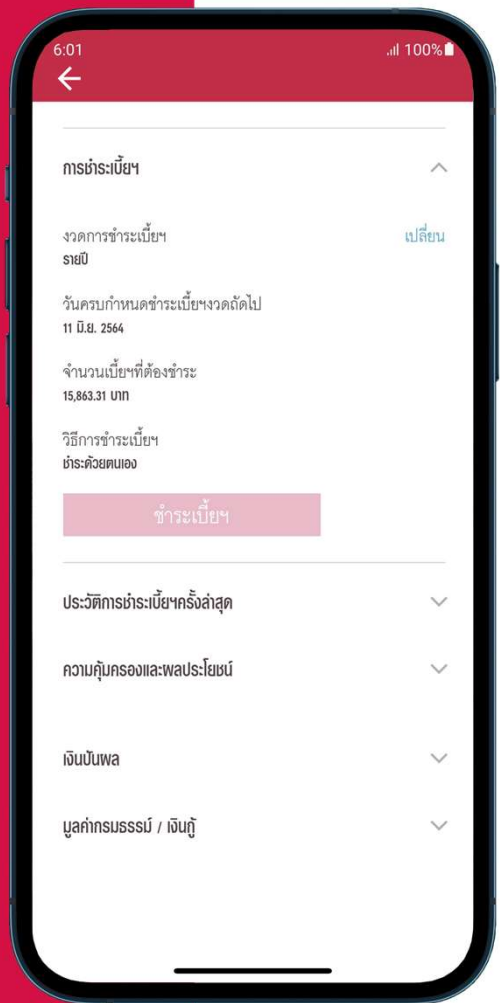 6:01
100%
การชำระเบี้ยฯ
งวดการชำระเบี้ยฯ
เปลี่ยน
รายปี
วันครบกำหนดชำระเบี้ยฯงวดถัดไป
11 มิ.ย. 2564
จำนวนเบี้ยฯที่ต้องชำระ
15,863.31 บาท
วิธีการชำระเบี้ยฯ
ชำระด้วยตนเอง
ชำระเบี้ยฯ
ประวัติการชำระเบี้ยฯครั้งล่าสุด
ความคุ้มครองและผลประโยชน์
เงินปันผล
มูลค่ากรมธรรม์ / เงินกู้